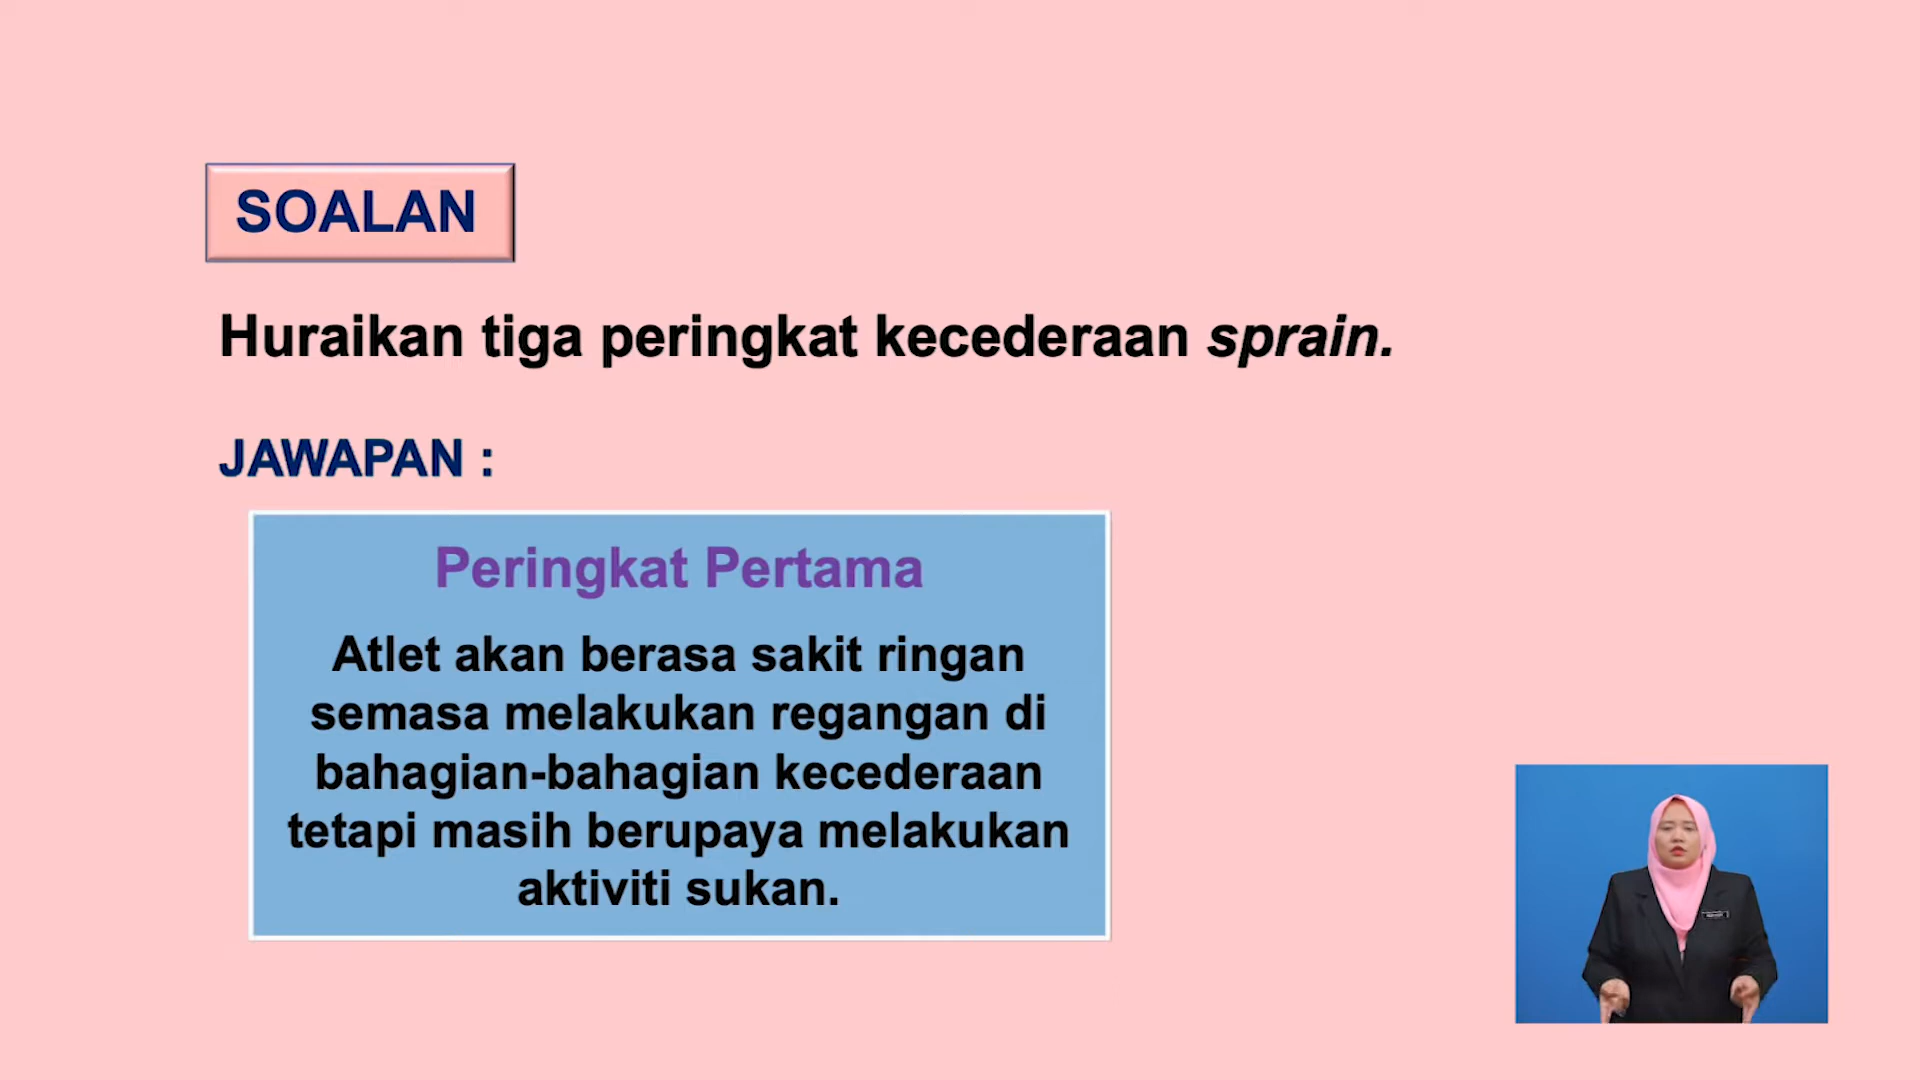 SOALAN
Huraikan tiga peringkat kecederaan sprain.
JAWAPAN :
Peringkat Pertama
Atlet akan berasa sakit ringan
semasa melakukan regangan di
bahagian-bahagian kecederaan
tetapi masih berupaya melakukan
aktiviti sukan.